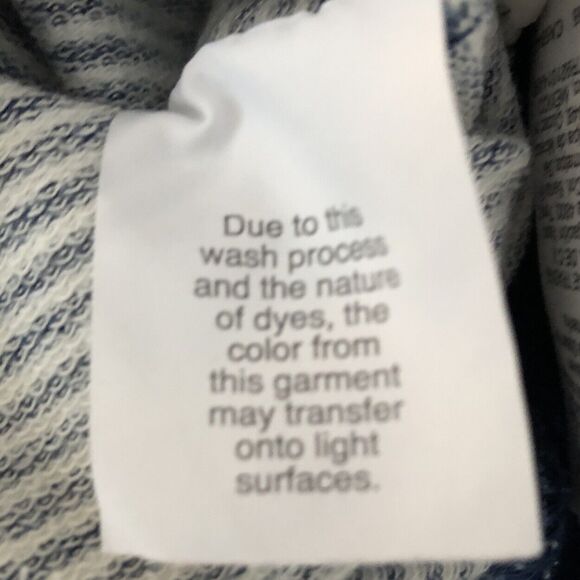 Due to this
wash process
and the nature
of dyes, the
color from
this garment
may transfer
onto light
surfaces.